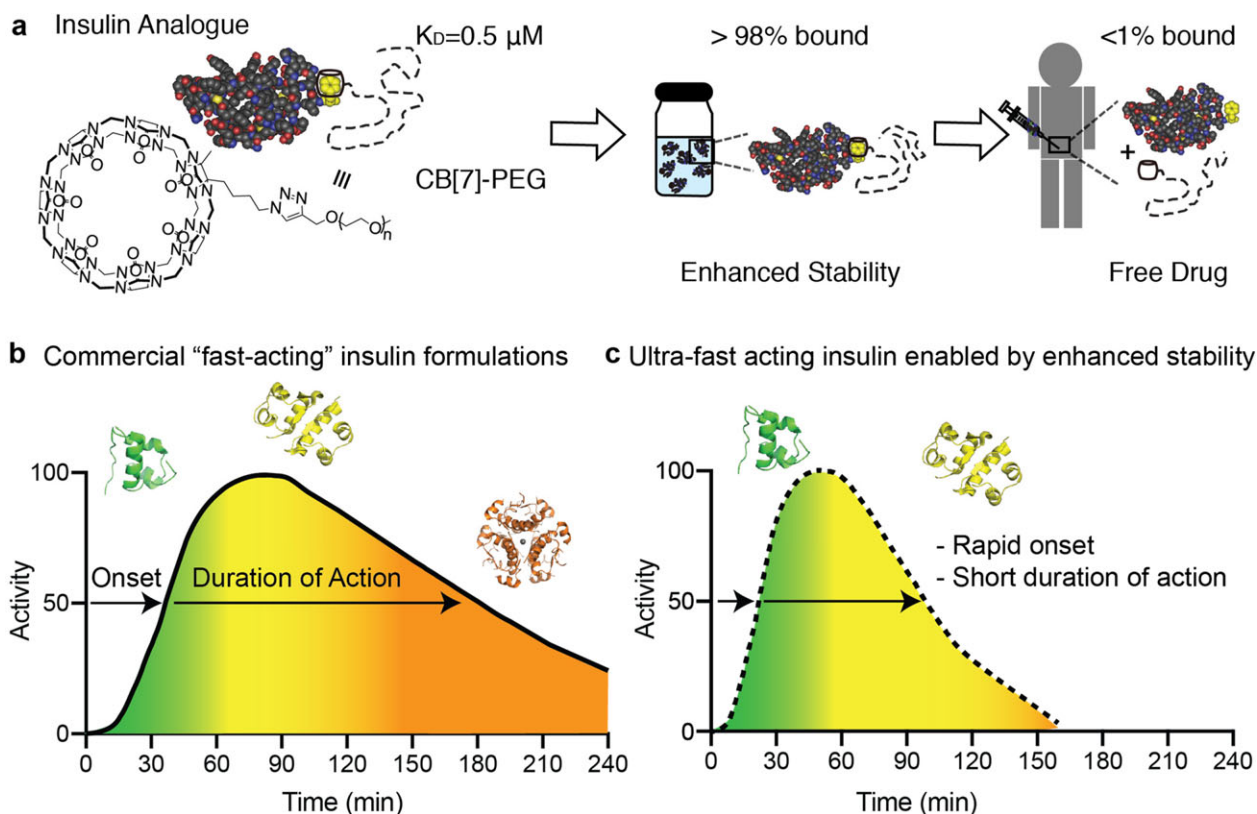 a Insulin Analogue
KD=0.5 µM
> 98% bound
<1% bound
CB[7]-PEG
+
Enhanced Stability
Free Drug
N N N N N N N N N N N N N N
O O O O O O O
N N=N
O O n
b Commercial “fast-acting” insulin formulations
100
50
0
Activity
Onset
Duration of Action
0 30 60 90 120 150 180 210 240
Time (min)
c Ultra-fast acting insulin enabled by enhanced stability
100
50
0
Activity
- Rapid onset
- Short duration of action
0 30 60 90 120 150 180 210 240
Time (min)